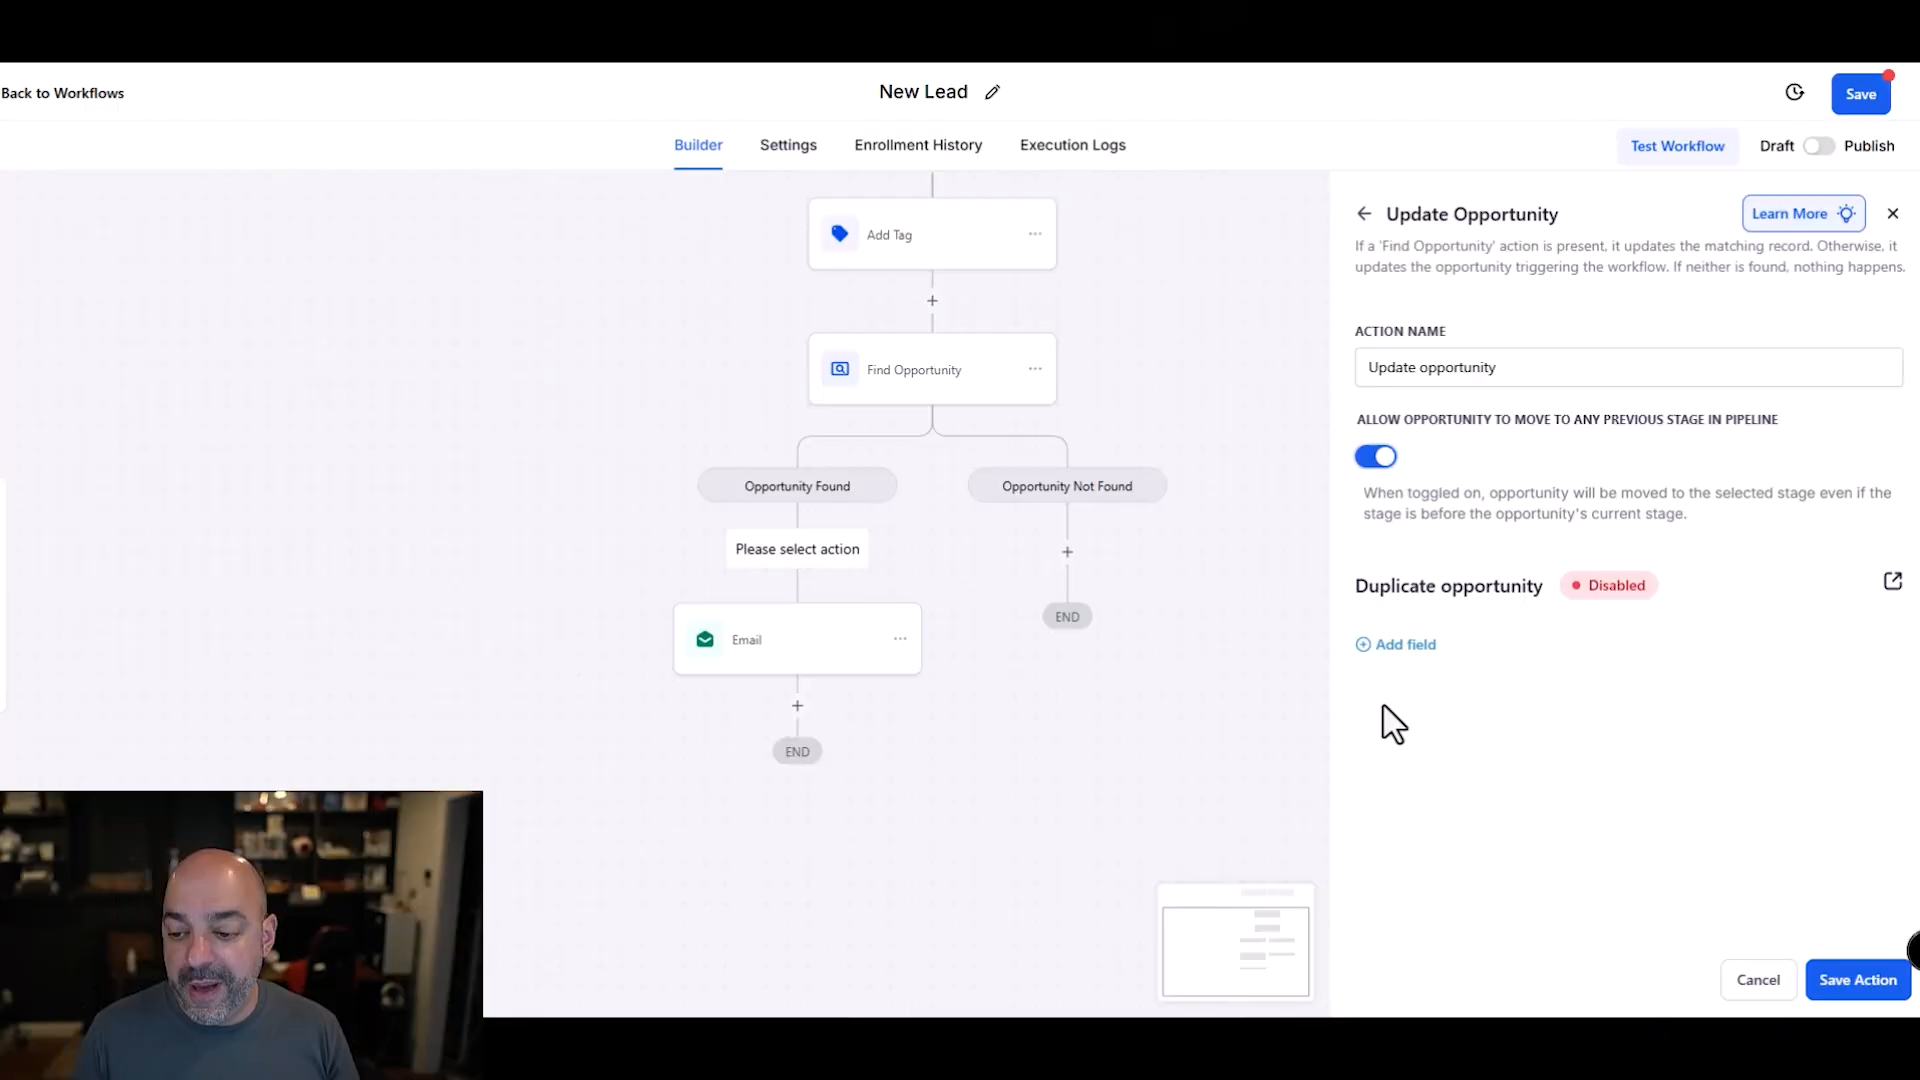 Back to Workflows
New Lead
Save
Builder
Settings
Enrollment History
Execution Logs
Test Workflow
Draft
Publish
Add Tag
Find Opportunity
Opportunity Found
Opportunity Not Found
Please select action
Email
END
END
Update Opportunity
Learn More
If a 'Find Opportunity' action is present, it updates the matching record. Otherwise, it
updates the opportunity triggering the workflow. If neither is found, nothing happens.
ACTION NAME
Update opportunity
ALLOW OPPORTUNITY TO MOVE TO ANY PREVIOUS STAGE IN PIPELINE
When toggled on, opportunity will be moved to the selected stage even if the
stage is before the opportunity's current stage.
Duplicate opportunity
Disabled
Add field
Cancel
Save Action